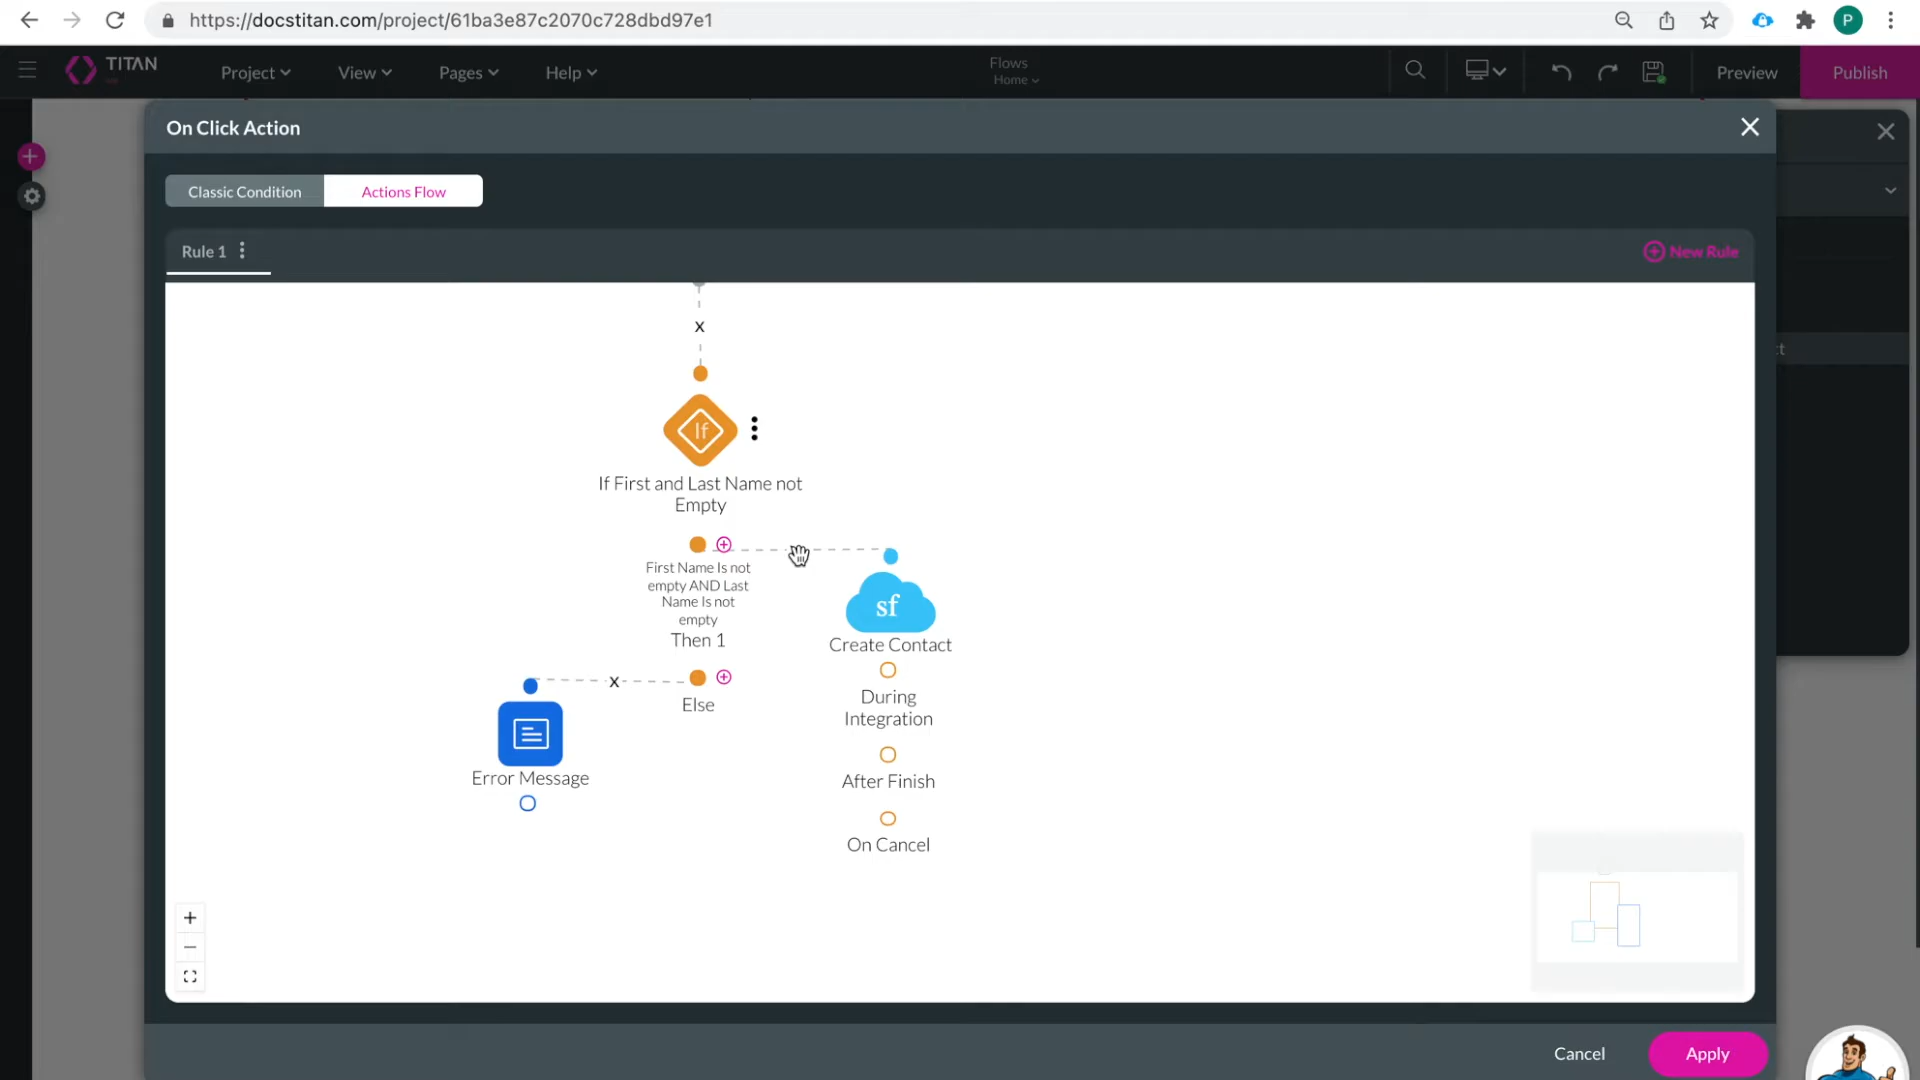 https://docstitan.com/project/61ba3e87c2070c728dbd97e1
P
TITAN
Project
View
Pages
Help
Flows
Home
Preview
Publish
On Click Action
Classic Condition
Actions Flow
Rule 1
New Rule
x
If
If First and Last Name not
Empty
First Name Is not
empty AND Last
Name Is not
empty
Then 1
sf
Create Contact
x
Else
During
Integration
Error Message
After Finish
On Cancel
Cancel
Apply